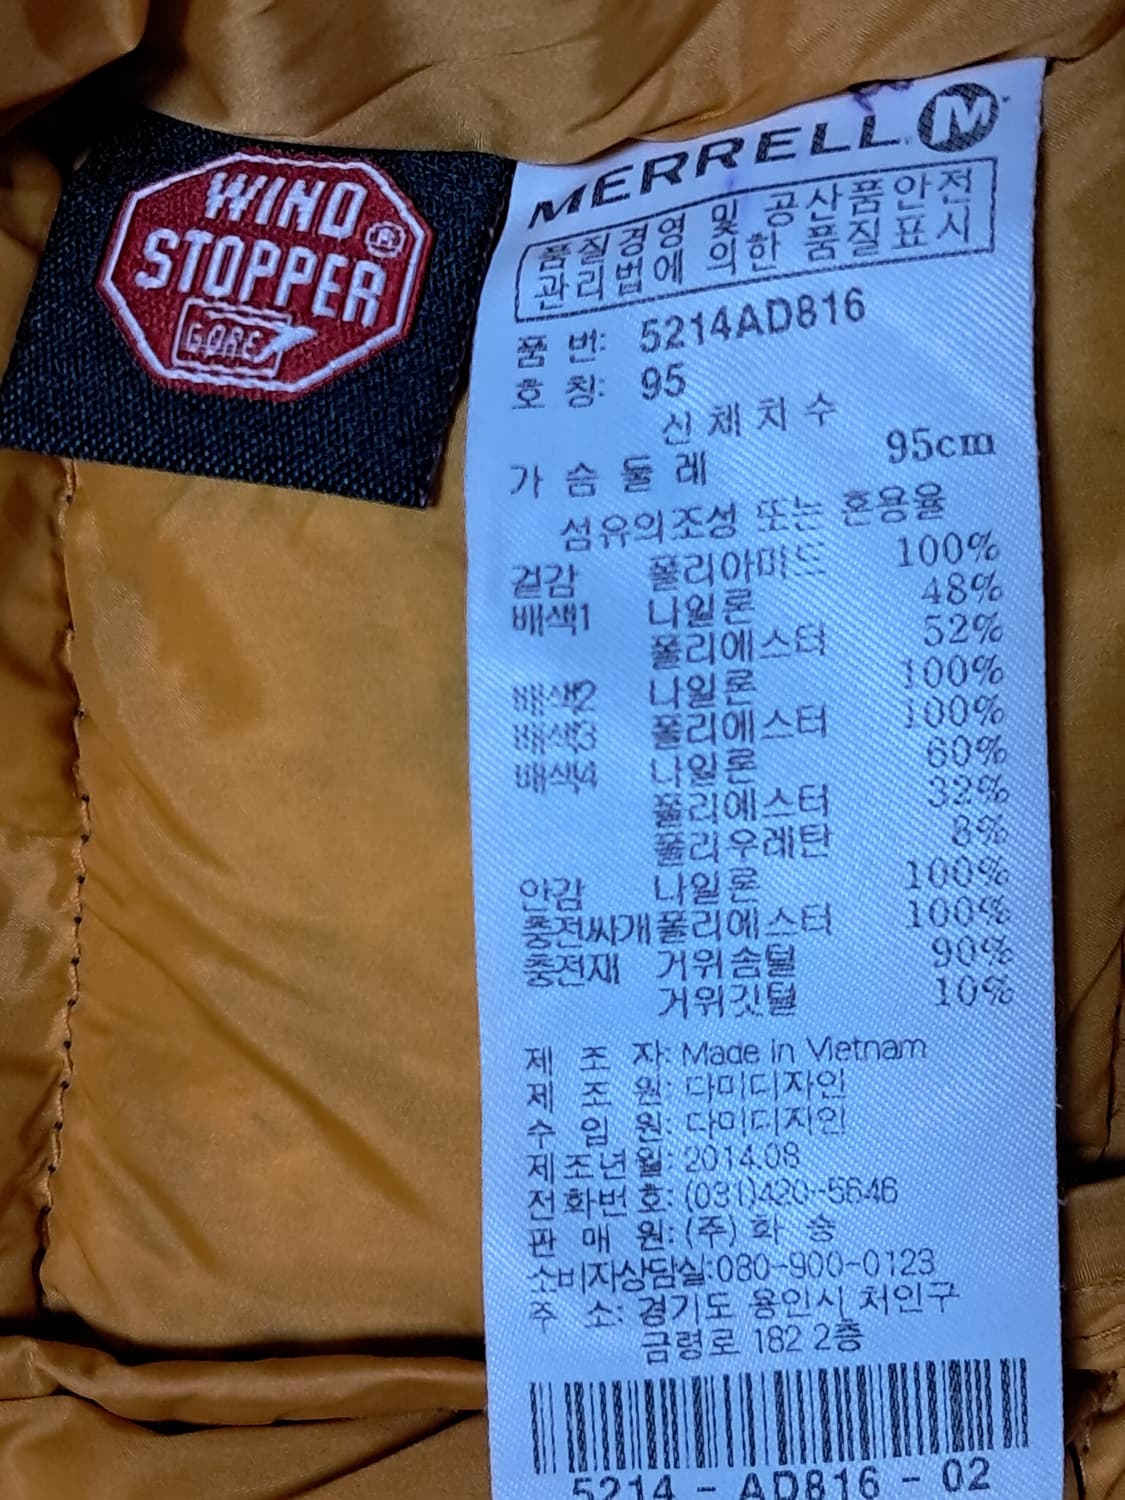 WIND
STOPPER®
GORE
MERRELL M
품질경영 및 공산품안전
관리법에 의한 품질표시
품 번: 5214AD816
호 칭: 95
신체치수
가슴둘레 95cm
섬유의조성 또는 혼용율
겉감 폴리아마드 100%
배색1 나일론 48%
폴리에스터 52%
배색2 나일론 100%
배색3 폴리에스터 100%
배색4 나일론 60%
폴리에스터 32%
폴리우레탄 8%
안감 나일론 100%
충전싸개 폴리에스터 100%
충전재 거위솜털 90%
거위깃털 10%
제 조 자: Made in Vietnam
제 조 원: 다미디자인
수 입 원: 다미디자인
제조년월: 2014.08
전화번호: (031)420-5646
판 매 원: (주) 화 승
소비자상담실:080-900-0123
주 소: 경기도 용인시 처인구
금령로 182 2층
5214 - AD816 - 02